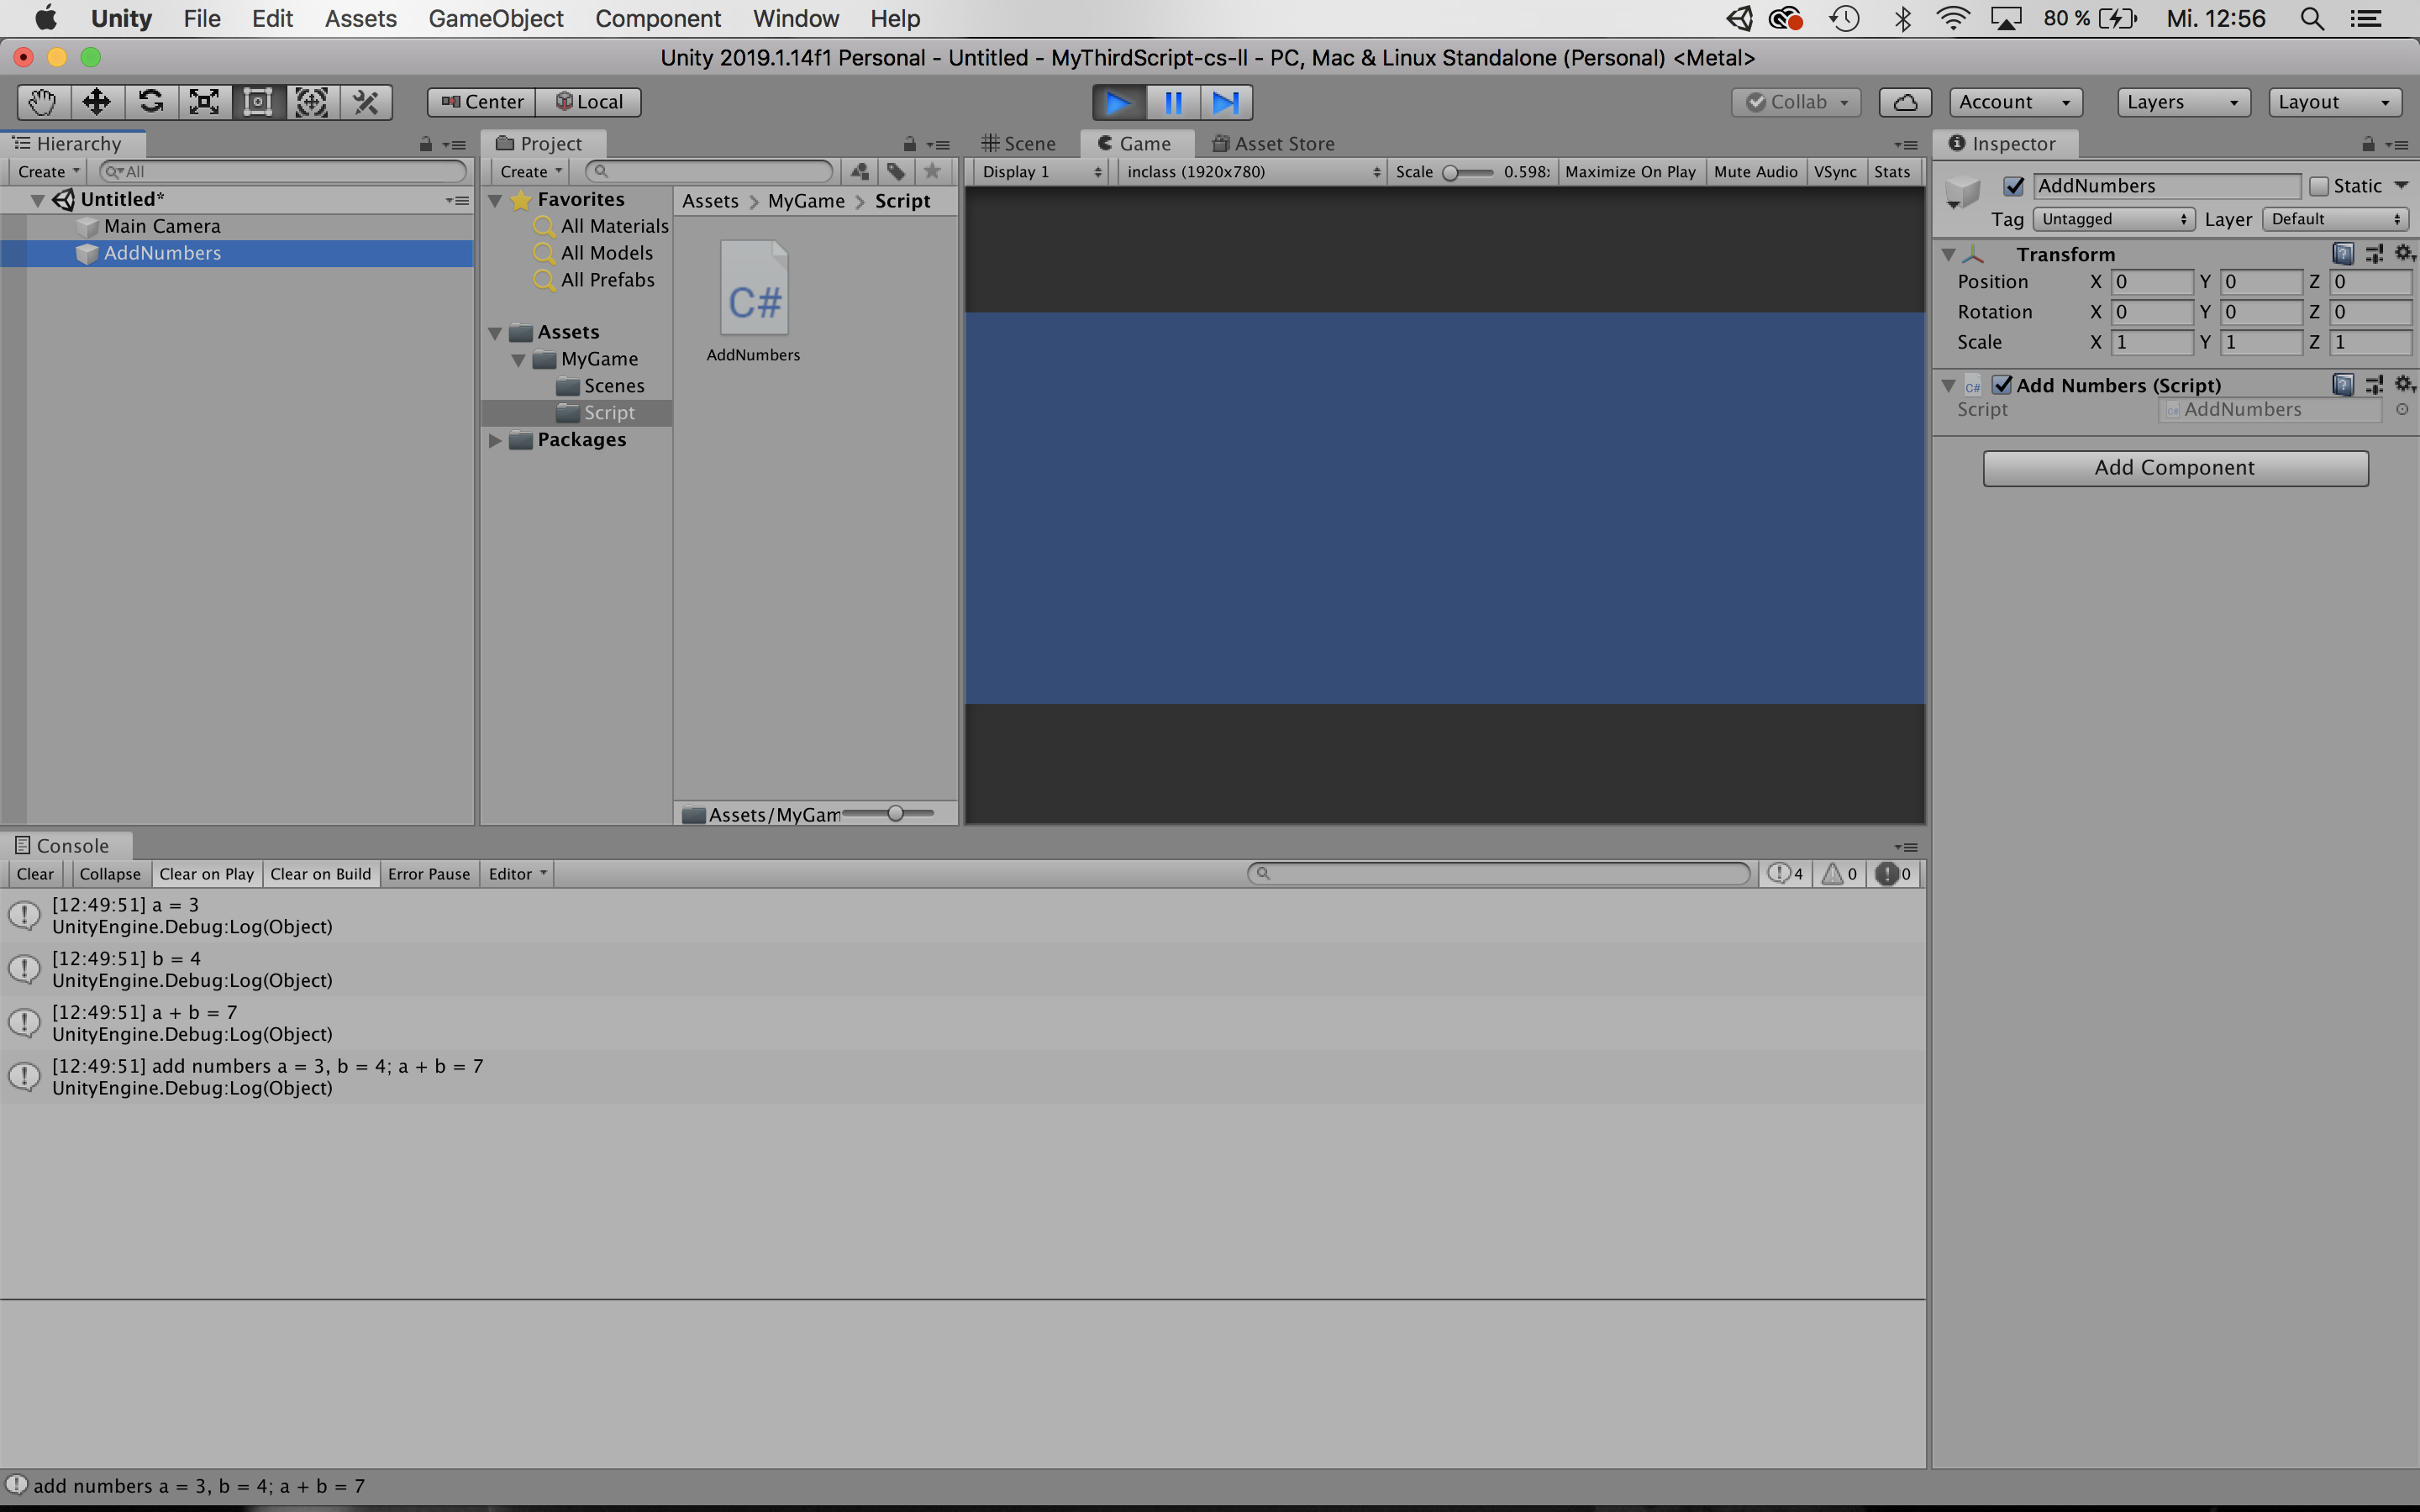 Unity File Edit Assets GameObject Component Window Help 80 % Mi. 12:56
Unity 2019.1.14f1 Personal - Untitled - MyThirdScript-cs-ll - PC, Mac & Linux Standalone (Personal) <Metal>
Center Local Collab Account Layers Layout
Hierarchy
Create All
Untitled*
Main Camera
AddNumbers
Project
Create
Favorites
All Materials
All Models
All Prefabs
Assets
MyGame
Scenes
Script
Packages
Assets > MyGame > Script
C#
AddNumbers
Assets/MyGam
Scene Game Asset Store
Display 1 inclass (1920x780) Scale 0.598x Maximize On Play Mute Audio VSync Stats
Inspector
AddNumbers Static
Tag Untagged Layer Default
Transform
Position X 0 Y 0 Z 0
Rotation X 0 Y 0 Z 0
Scale X 1 Y 1 Z 1
C# Add Numbers (Script)
Script AddNumbers
Add Component
Console
Clear Collapse Clear on Play Clear on Build Error Pause Editor 4 0 0
[12:49:51] a = 3
UnityEngine.Debug:Log(Object)
[12:49:51] b = 4
UnityEngine.Debug:Log(Object)
[12:49:51] a + b = 7
UnityEngine.Debug:Log(Object)
[12:49:51] add numbers a = 3, b = 4; a + b = 7
UnityEngine.Debug:Log(Object)
add numbers a = 3, b = 4; a + b = 7